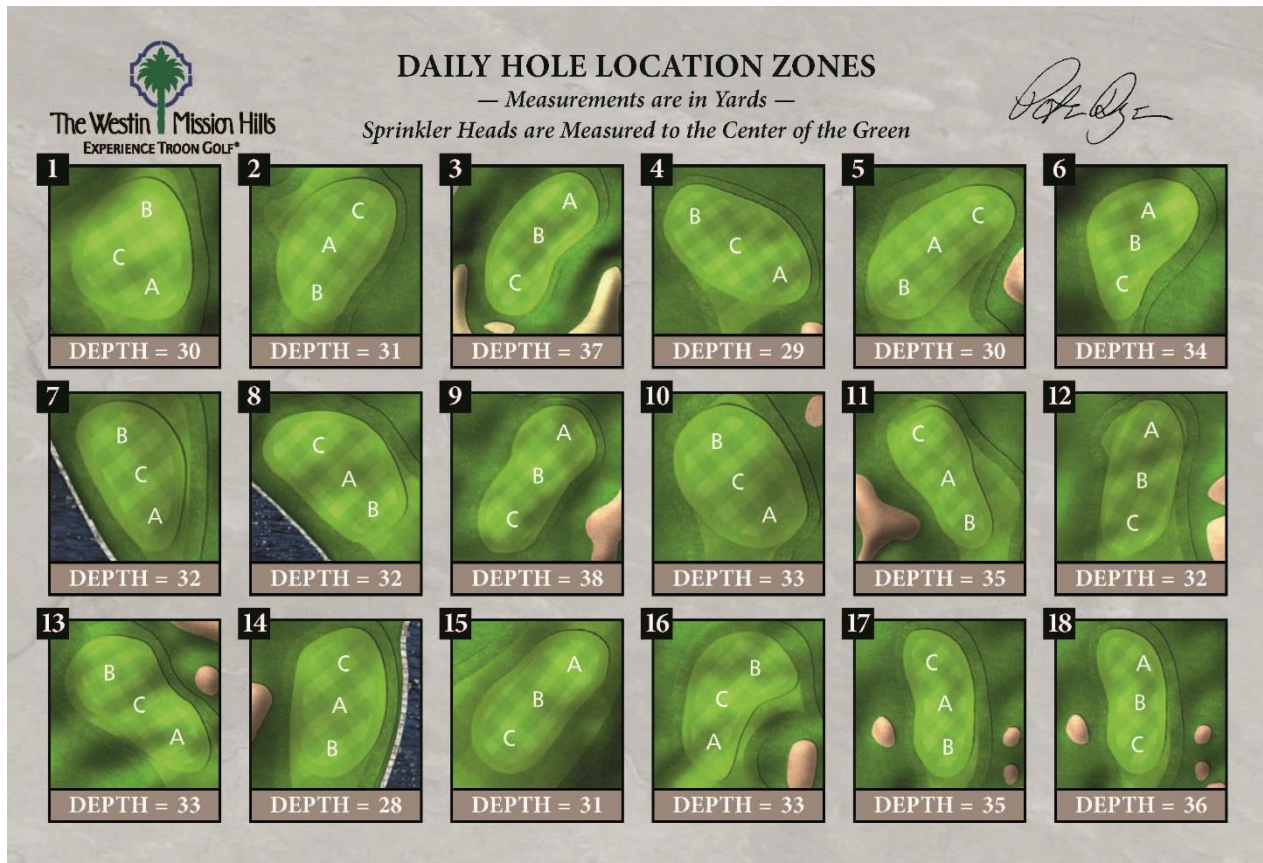 The Westin Mission Hills
EXPERIENCE TROON GOLF®
DAILY HOLE LOCATION ZONES
— Measurements are in Yards —
Sprinkler Heads are Measured to the Center of the Green
Pete Dye
1
B
C
A
DEPTH = 30
2
C
A
B
DEPTH = 31
3
A
B
C
DEPTH = 37
4
B
C
A
DEPTH = 29
5
C
A
B
DEPTH = 30
6
A
B
C
DEPTH = 34
7
B
C
A
DEPTH = 32
8
C
A
B
DEPTH = 32
9
A
B
C
DEPTH = 38
10
B
C
A
DEPTH = 33
11
C
A
B
DEPTH = 35
12
A
B
C
DEPTH = 32
13
B
C
A
DEPTH = 33
14
C
A
B
DEPTH = 28
15
A
B
C
DEPTH = 31
16
B
C
A
DEPTH = 33
17
C
A
B
DEPTH = 35
18
A
B
C
DEPTH = 36